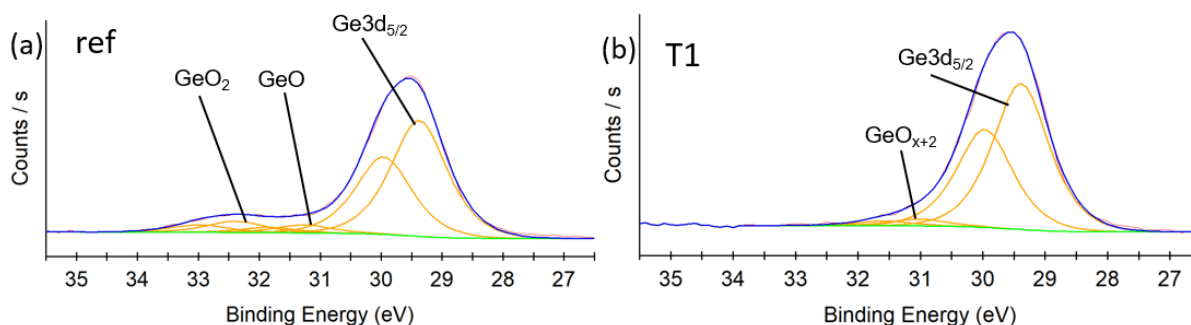 (a) ref
Ge3d5/2
GeO2
GeO
Counts / s
35 34 33 32 31 30 29 28 27
Binding Energy (eV)
(b) T1
Ge3d5/2
GeOx+2
Counts / s
35 34 33 32 31 30 29 28 27
Binding Energy (eV)